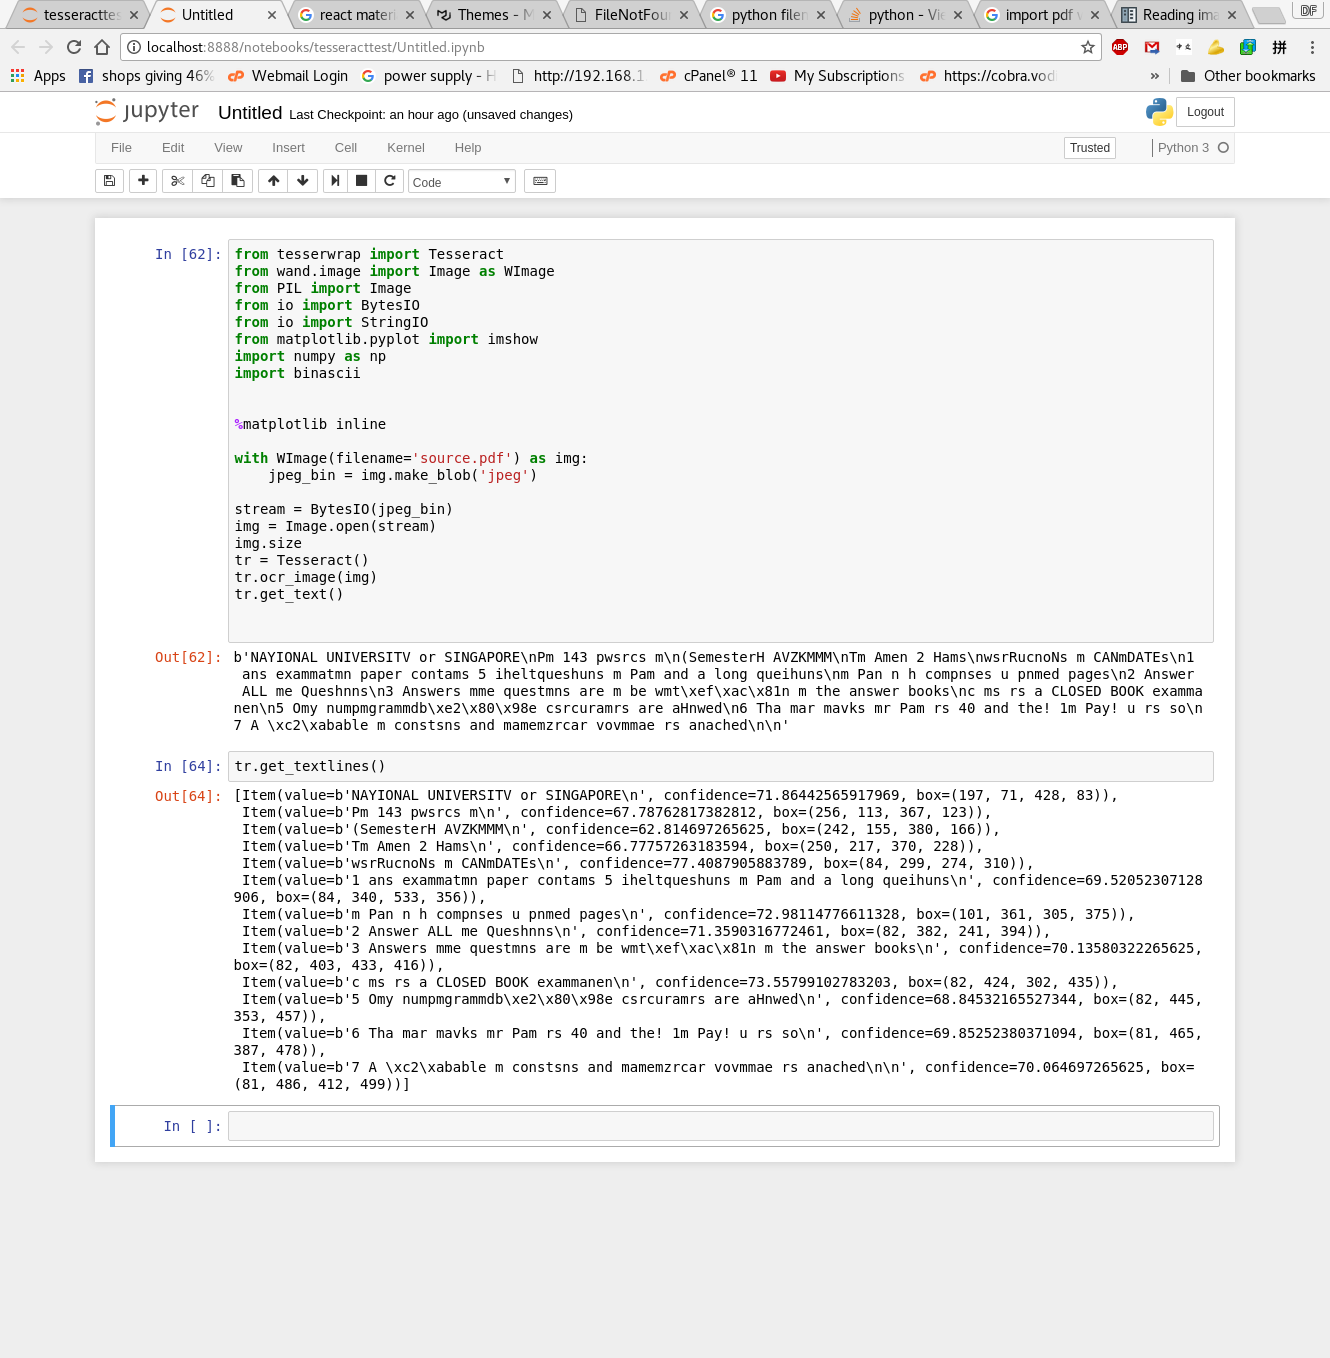 tesseracttes
Untitled
react materi
Themes - M
FileNotFou
python filen
python - Vie
import pdf v
Reading ima
DF
localhost:8888/notebooks/tesseracttest/Untitled.ipynb
ABP
拼
Apps
shops giving 46%
Webmail Login
power supply - H
http://192.168.1
cPanel® 11
My Subscriptions
https://cobra.vod
»
Other bookmarks
jupyter Untitled Last Checkpoint: an hour ago (unsaved changes)
Logout
File Edit View Insert Cell Kernel Help
Trusted
Python 3
Code
In [62]:
from tesserwrap import Tesseract
from wand.image import Image as WImage
from PIL import Image
from io import BytesIO
from io import StringIO
from matplotlib.pyplot import imshow
import numpy as np
import binascii
%matplotlib inline
with WImage(filename='source.pdf') as img:
    jpeg_bin = img.make_blob('jpeg')
stream = BytesIO(jpeg_bin)
img = Image.open(stream)
img.size
tr = Tesseract()
tr.ocr_image(img)
tr.get_text()
Out[62]:
b'NAYIONAL UNIVERSITV or SINGAPORE\nPm 143 pwsrcs m\n(SemesterH AVZKMMM\nTm Amen 2 Hams\nwsrRucnoNs m CANmDATEs\n1
ans exammatmn paper contams 5 iheltqueshuns m Pam and a long queihuns\nm Pan n h compnses u pnmed pages\n2 Answer
ALL me Queshnns\n3 Answers mme questmns are m be wmt\xef\xac\x81n m the answer books\nc ms rs a CLOSED BOOK examma
nen\n5 Omy numpmgrammdb\xe2\x80\x98e csrcuramrs are aHnwed\n6 Tha mar mavks mr Pam rs 40 and the! 1m Pay! u rs so\n
7 A \xc2\xabable m constsns and mamemzrcar vovmmae rs anached\n\n'
In [64]:
tr.get_textlines()
Out[64]:
[Item(value=b'NAYIONAL UNIVERSITV or SINGAPORE\n', confidence=71.86442565917969, box=(197, 71, 428, 83)),
Item(value=b'Pm 143 pwsrcs m\n', confidence=67.78762817382812, box=(256, 113, 367, 123)),
Item(value=b'(SemesterH AVZKMMM\n', confidence=62.814697265625, box=(242, 155, 380, 166)),
Item(value=b'Tm Amen 2 Hams\n', confidence=66.77757263183594, box=(250, 217, 370, 228)),
Item(value=b'wsrRucnoNs m CANmDATEs\n', confidence=77.4087905883789, box=(84, 299, 274, 310)),
Item(value=b'1 ans exammatmn paper contams 5 iheltqueshuns m Pam and a long queihuns\n', confidence=69.52052307128
906, box=(84, 340, 533, 356)),
Item(value=b'm Pan n h compnses u pnmed pages\n', confidence=72.98114776611328, box=(101, 361, 305, 375)),
Item(value=b'2 Answer ALL me Queshnns\n', confidence=71.3590316772461, box=(82, 382, 241, 394)),
Item(value=b'3 Answers mme questmns are m be wmt\xef\xac\x81n m the answer books\n', confidence=70.13580322265625,
box=(82, 403, 433, 416)),
Item(value=b'c ms rs a CLOSED BOOK exammanen\n', confidence=73.55799102783203, box=(82, 424, 302, 435)),
Item(value=b'5 Omy numpmgrammdb\xe2\x80\x98e csrcuramrs are aHnwed\n', confidence=68.84532165527344, box=(82, 445,
353, 457)),
Item(value=b'6 Tha mar mavks mr Pam rs 40 and the! 1m Pay! u rs so\n', confidence=69.85252380371094, box=(81, 465,
387, 478)),
Item(value=b'7 A \xc2\xabable m constsns and mamemzrcar vovmmae rs anached\n\n', confidence=70.064697265625, box=
(81, 486, 412, 499))]
In [ ]: